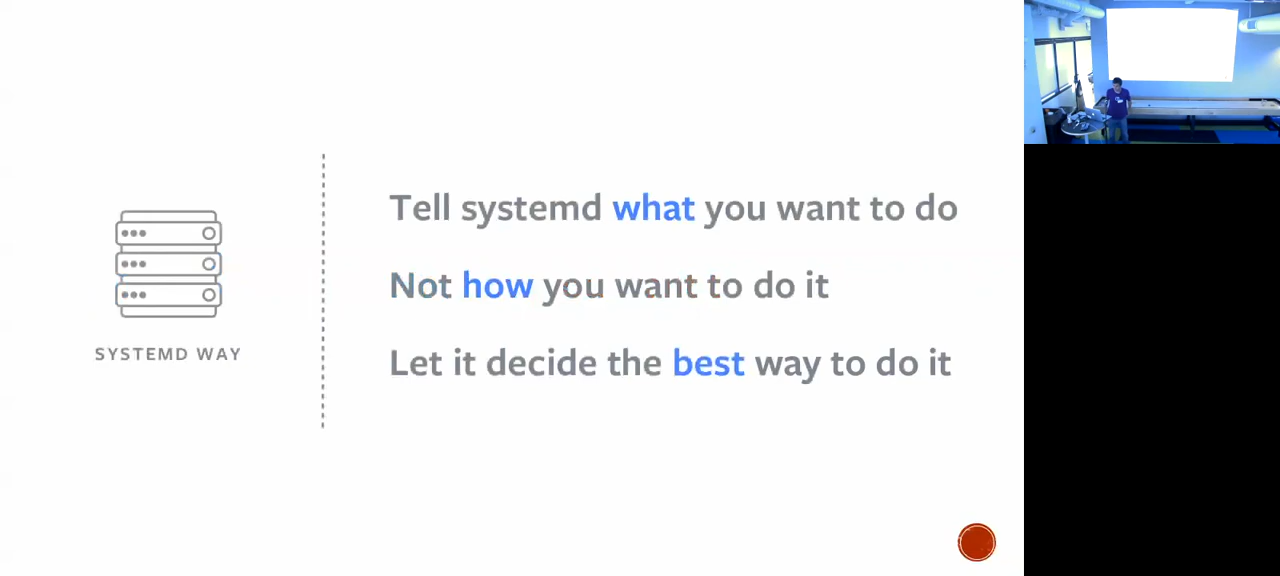 Tell systemd what you want to do
Not how you want to do it
Let it decide the best way to do it
SYSTEMD WAY